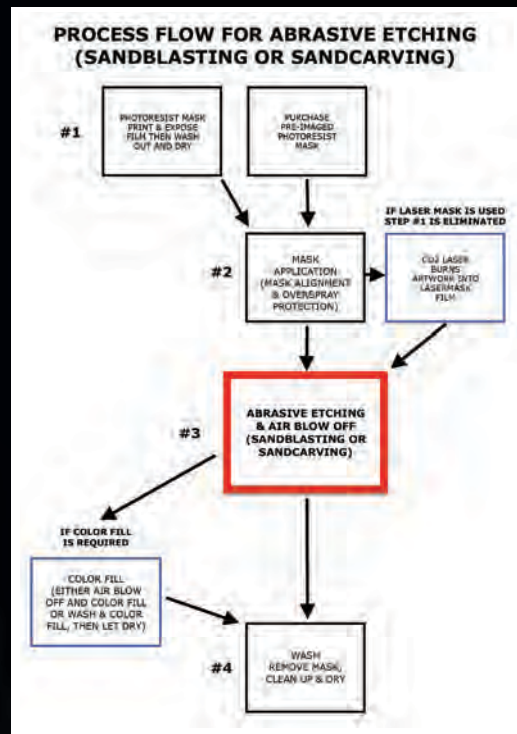 PROCESS FLOW FOR ABRASIVE ETCHING
(SANDBLASTING OR SANDCARVING)
#1
PHOTORESIST MASK
PRINT & EXPOSE
FILM THEN WASH
OUT AND DRY
PURCHASE
PRE-IMAGED
PHOTORESIST
MASK
IF LASER MASK IS USED
STEP #1 IS ELIMINATED
#2
MASK
APPLICATION
(MASK ALIGNMENT
& OVERSPRAY
PROTECTION)
CO2 LASER
BURNS
ARTWORK INTO
LASERMASK
FILM
#3
ABRASIVE ETCHING
& AIR BLOW OFF
(SANDBLASTING OR
SANDCARVING)
IF COLOR FILL
IS REQUIRED
COLOR FILL
(EITHER AIR BLOW
OFF AND COLOR FILL
OR WASH & COLOR
FILL, THEN LET DRY)
#4
WASH
REMOVE MASK,
CLEAN UP & DRY